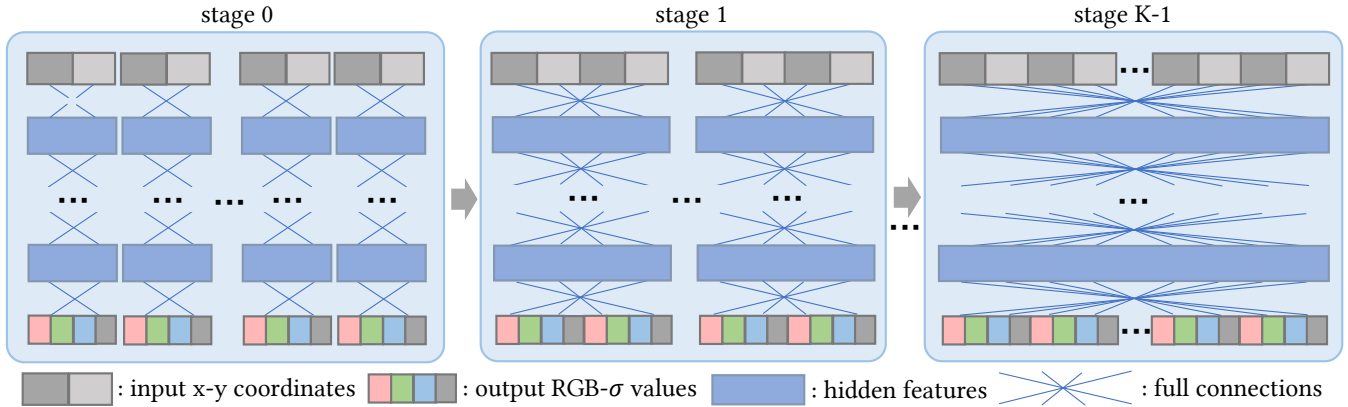 stage 0
stage 1
stage K-1
... ... ... ... ...
... ... ...
...
...
...
...
: input x-y coordinates
: output RGB-σ values
: hidden features
: full connections